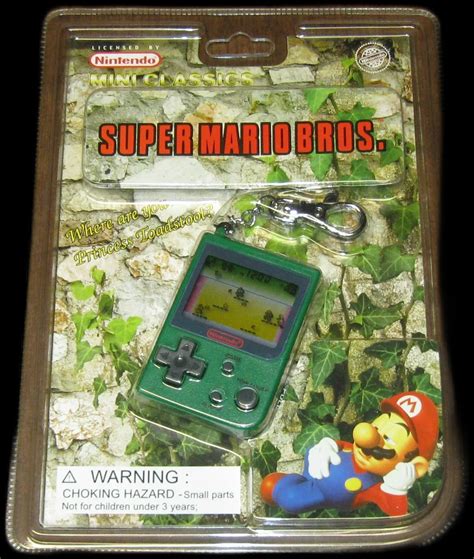 LICENSED BY
Nintendo
MINI CLASSICS
SUPER MARIO BROS.
Where are you
Princess Toadstool?
Nintendo
M
WARNING :
CHOKING HAZARD - Small parts
Not for children under 3 years;